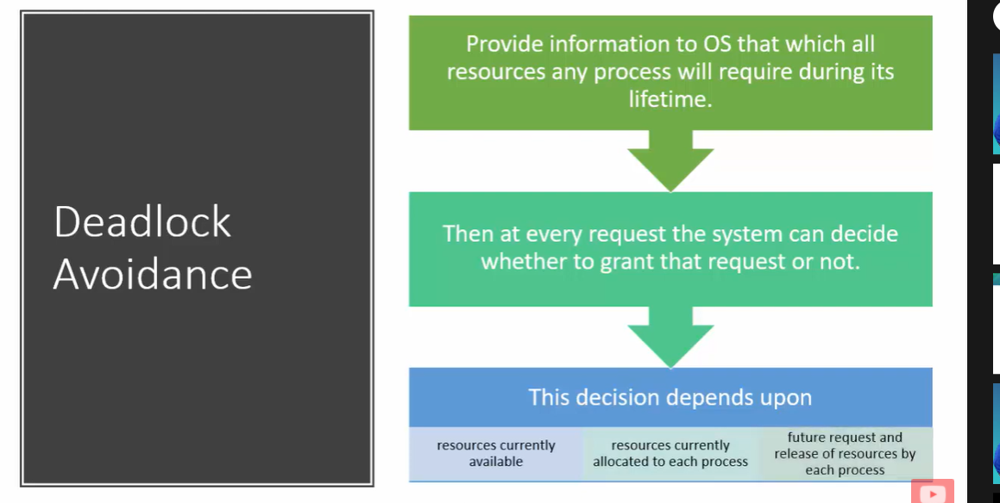 Deadlock
Avoidance
Provide information to OS that which all
resources any process will require during its
lifetime.
Then at every request the system can decide
whether to grant that request or not.
This decision depends upon
resources currently
available
resources currently
allocated to each process
future request and
release of resources by
each process